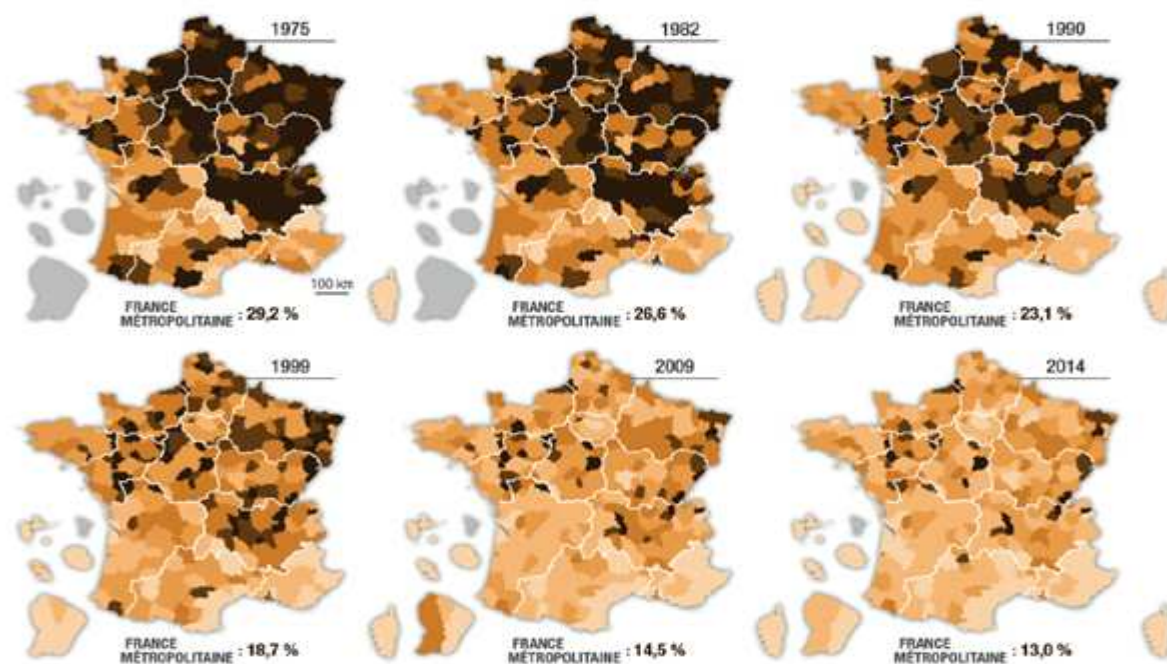 1975
1982
1990
100 km
FRANCE
MÉTROPOLITAINE : 29,2 %
FRANCE
MÉTROPOLITAINE : 26,6 %
FRANCE
MÉTROPOLITAINE : 23,1 %
1999
2009
2014
FRANCE
MÉTROPOLITAINE : 18,7 %
FRANCE
MÉTROPOLITAINE : 14,5 %
FRANCE
MÉTROPOLITAINE : 13,0 %